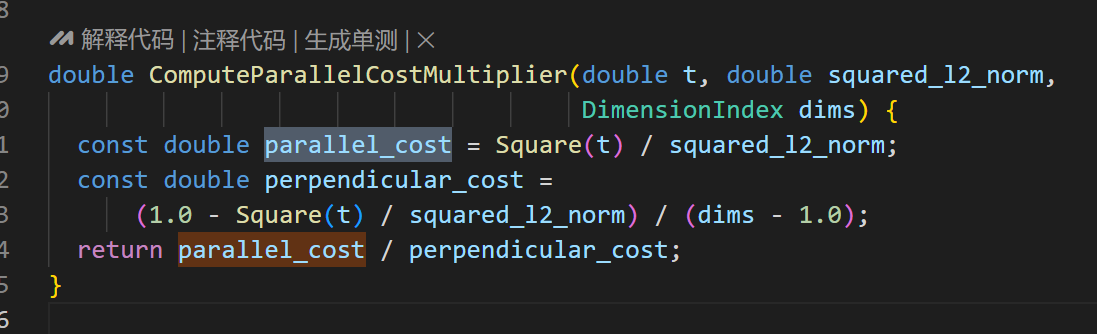 8
解释代码 | 注释代码 | 生成单测 | ×
9 double ComputeParallelCostMultiplier(double t, double squared_l2_norm,
0 DimensionIndex dims) {
1 const double parallel_cost = Square(t) / squared_l2_norm;
2 const double perpendicular_cost =
3 (1.0 - Square(t) / squared_l2_norm) / (dims - 1.0);
4 return parallel_cost / perpendicular_cost;
5 }
6